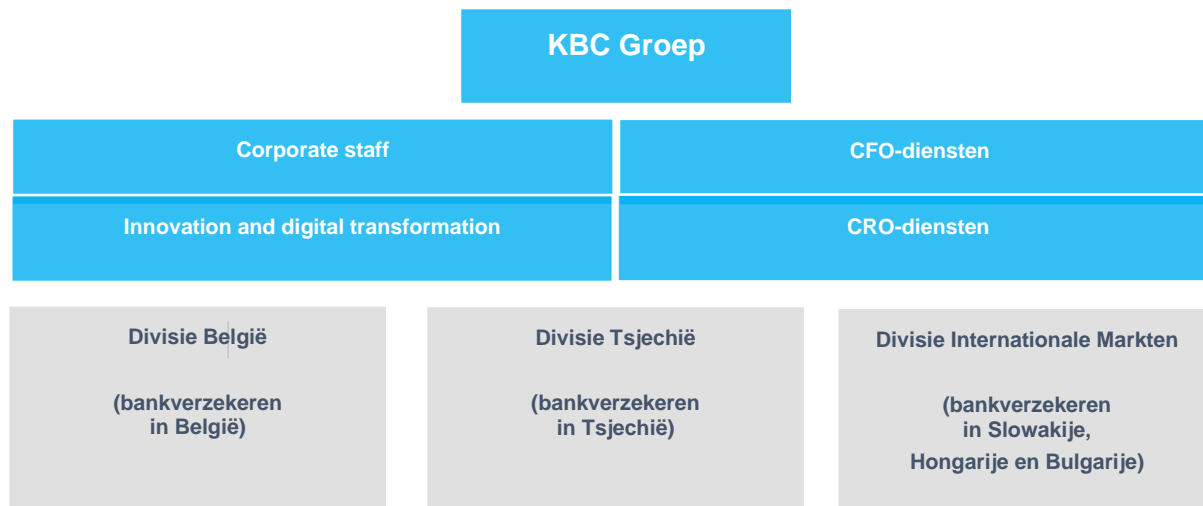 KBC Groep
Corporate staff
CFO-diensten
Innovation and digital transformation
CRO-diensten
Divisie België
(bankverzekeren
in België)
Divisie Tsjechië
(bankverzekeren
in Tsjechië)
Divisie Internationale Markten
(bankverzekeren
in Slowakije,
Hongarije en Bulgarije)